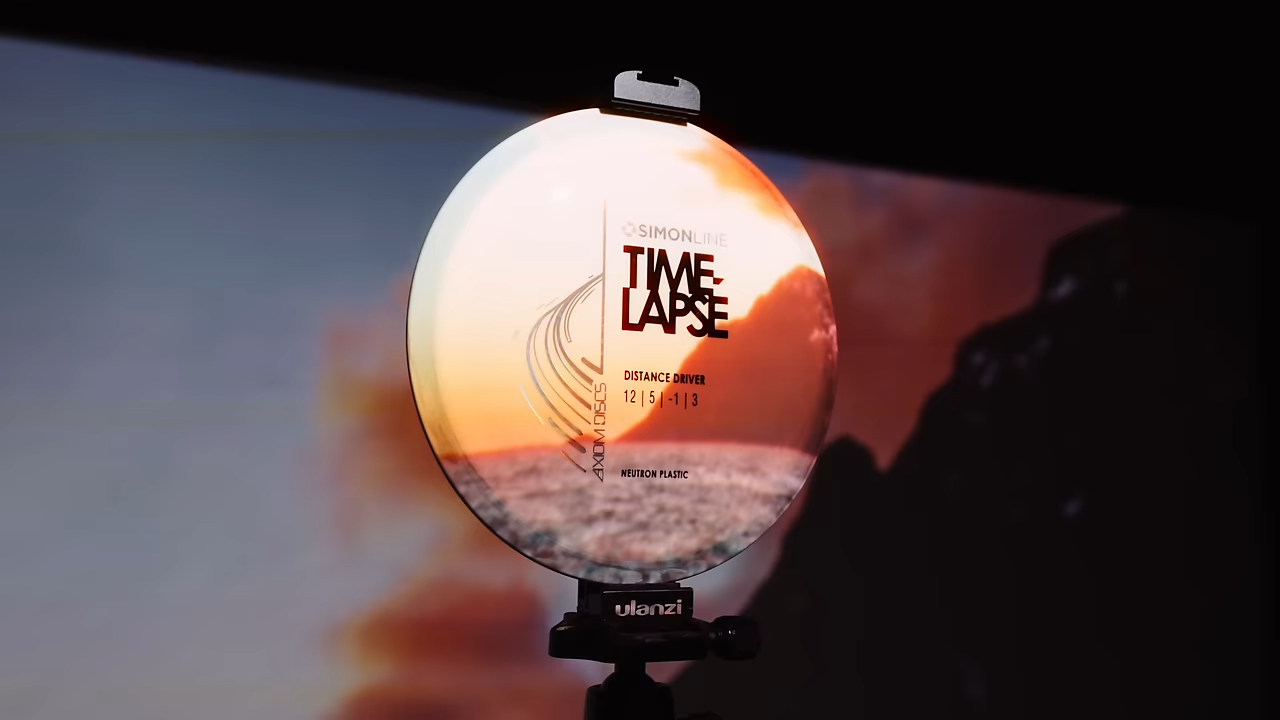 SIMONLINE
TIME-
LAPSE
DISTANCE DRIVER
12 | 5 | -1 | 3
AXIOM DISCS
NEUTRON PLASTIC
ulanzi